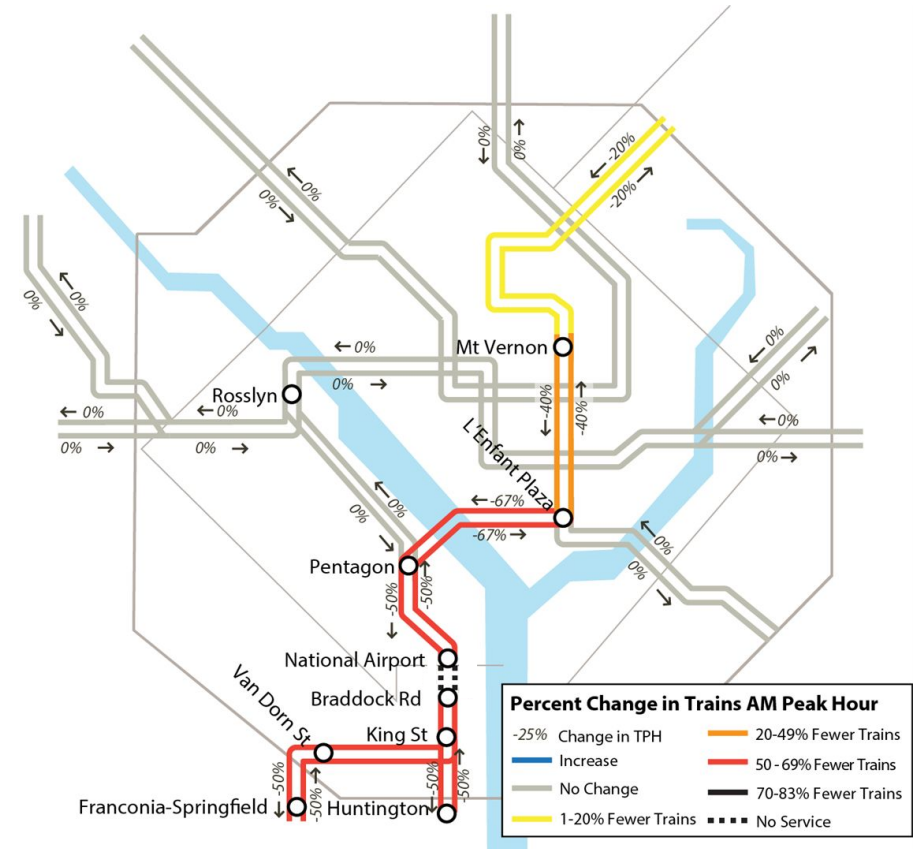 ←0%
0%→
←0%
0%→
←-20%
-20%→
←0%
0%→
←0%
0%→
Mt Vernon
←0%
0%→
Rosslyn
←0%
0%→
←0%
0%→
←-40%
-40%→
←0%
0%→
L'Enfant Plaza
←0%
0%→
←-67%
-67%→
←0%
0%→
Pentagon
←-50%
-50%→
National Airport
Braddock Rd
King St
Van Dorn St
←-50%
-50%→
Franconia-Springfield
←-50%
-50%→
Huntington
Percent Change in Trains AM Peak Hour
-25% Change in TPH
Increase
No Change
1-20% Fewer Trains
20-49% Fewer Trains
50 - 69% Fewer Trains
70-83% Fewer Trains
No Service